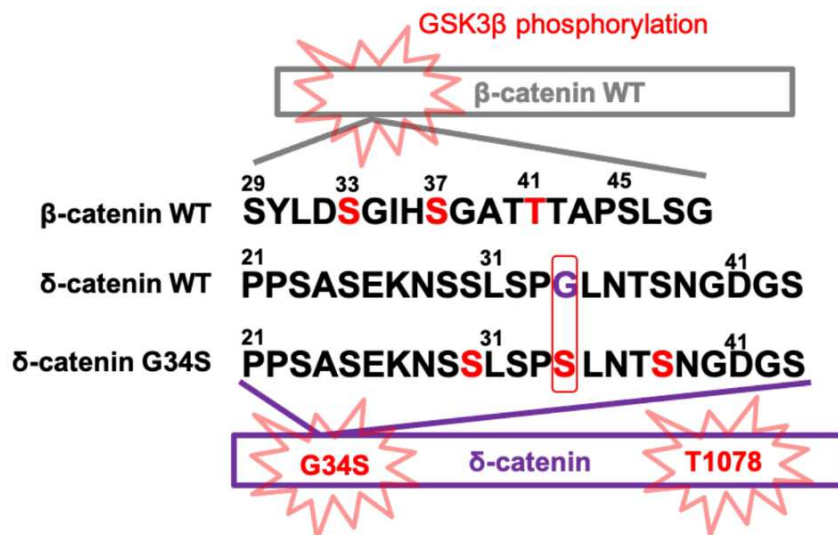 GSK3β phosphorylation
β-catenin WT
29 33 37 41 45
β-catenin WT SYLDSGIHSGATTTAPSLSG
21 31 41
δ-catenin WT PPSASEKNSSLSPGLNTSNGDGS
21 31 41
δ-catenin G34S PPSASEKNSSLSPSLNTSNGDGS
G34S δ-catenin T1078